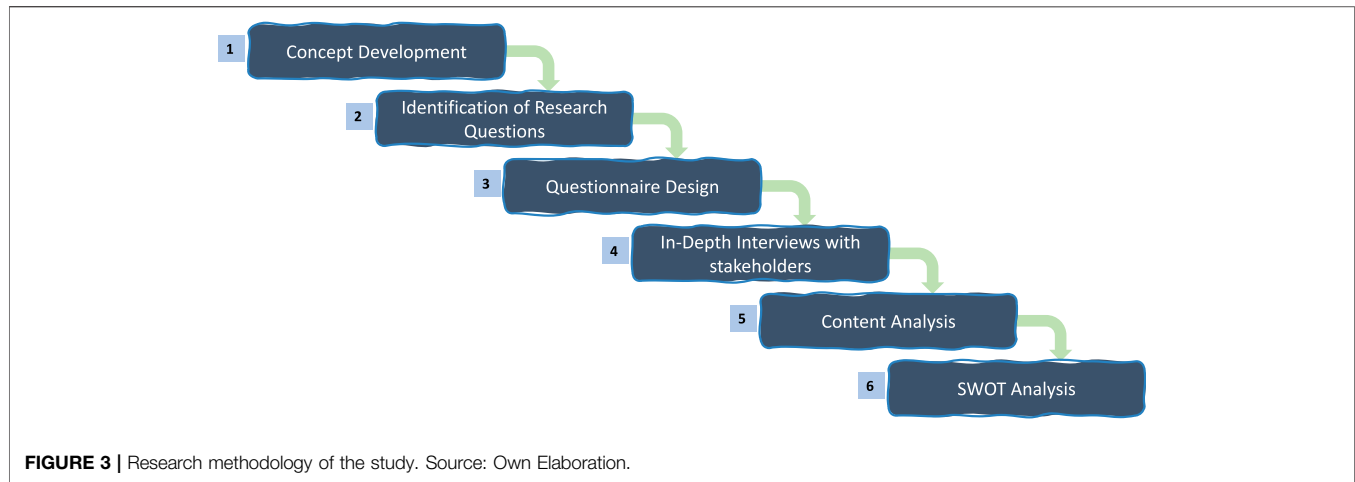 1
Concept Development
2
Identification of Research
Questions
3
Questionnaire Design
4
In-Depth Interviews with
stakeholders
5
Content Analysis
6
SWOT Analysis
FIGURE 3 | Research methodology of the study. Source: Own Elaboration.